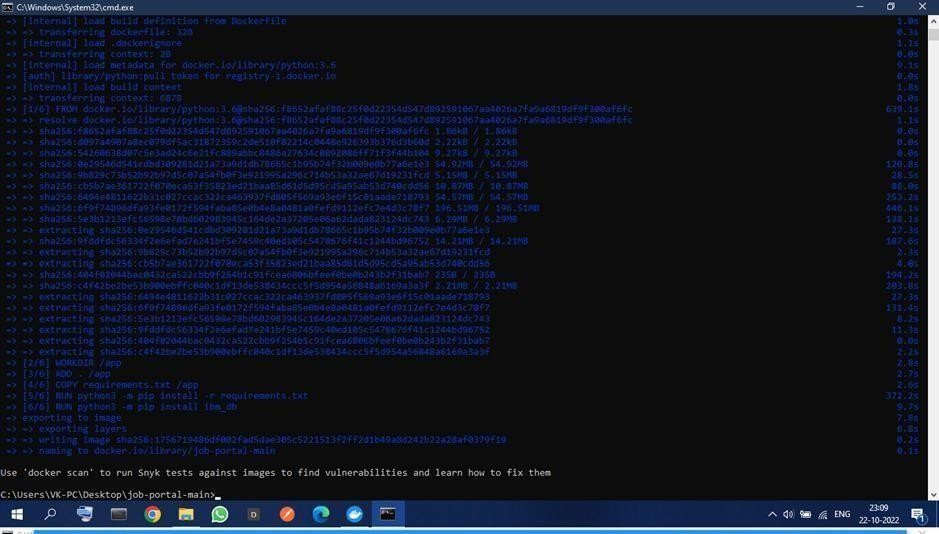 C:\Windows\System32\cmd.exe
=> [internal] load build definition from Dockerfile 1.0s
=> => transferring dockerfile: 32B 0.3s
=> [internal] load .dockerignore 1.1s
=> => transferring context: 2B 0.0s
=> [internal] load metadata for docker.io/library/python:3.6 9.1s
=> [auth] library/python:pull token for registry-1.docker.io 0.0s
=> [internal] load build context 1.8s
=> => transferring context: 687B 0.0s
=> [1/6] FROM docker.io/library/python:3.6@sha256:f8652afaf88c25f0d22354d547d892591067aa4026a7fa9a6819df9f300af6fc 639.1s
=> => resolve docker.io/library/python:3.6@sha256:f8652afaf88c25f0d22354d547d892591067aa4026a7fa9a6819df9f300af6fc 1.1s
=> => sha256:f8652afaf88c25f0d22354d547d892591067aa4026a7fa9a6819df9f300af6fc 1.86kB / 1.86kB 0.0s
=> => sha256:d097a4907a8ec079df5ac31872359c2de510f82214c0448e926393b376d3b60d 2.22kB / 2.22kB 0.0s
=> => sha256:54260638d07c5e3ad24c6e21fc889abbc8486a27634c0892086ff71f3f44b104 9.27kB / 9.27kB 0.0s
=> => sha256:0e29546d541cdbd309281d21a73a9d1db78665c1b95b74f32b009e0b77a6e1e3 54.92MB / 54.92MB 120.8s
=> => sha256:9b829c73b52b92b97d5c07a54fb0f3e921995a296c714b53a32ae67d19231fcd 5.15MB / 5.15MB 28.5s
=> => sha256:cb5b7ae361722f070eca53f35823ed21baa85d61d5d95cd5a95ab53d740cdd56 10.87MB / 10.87MB 86.0s
=> => sha256:6494e4811622b31c027ccac322ca463937fd805f569a93e6f15c01aade718793 54.57MB / 54.57MB 253.2s
=> => sha256:6f9f74896dfa93fe0172f594faba85e0b4e8a0481a0fefd9112efc7e4d3c78f7 196.51MB / 196.51MB 446.1s
=> => sha256:5e3b1213efc56598e78bd602983945c164de2a37205e06a62dada823124dc743 6.29MB / 6.29MB 138.1s
=> => extracting sha256:0e29546d541cdbd309281d21a73a9d1db78665c1b95b74f32b009e0b77a6e1e3 27.3s
=> => sha256:9fddfdc56334f2e6efad7e241bf5e7459c40ed105c5478676f41c1244bd96752 14.21MB / 14.21MB 187.6s
=> => extracting sha256:9b829c73b52b92b97d5c07a54fb0f3e921995a296c714b53a32ae67d19231fcd 2.3s
=> => extracting sha256:cb5b7ae361722f070eca53f35823ed21baa85d61d5d95cd5a95ab53d740cdd56 4.0s
=> => sha256:404f02044bac0432ca522cbb9f254b1c91fcea6806bfeef0be0b243b2f31bab7 235B / 235B 194.2s
=> => sha256:c4f42be2be53b900ebffc040c1df13de538434ccc5f5d954a56848a6169a3a3f 2.21MB / 2.21MB 203.8s
=> => extracting sha256:6494e4811622b31c027ccac322ca463937fd805f569a93e6f15c01aade718793 27.3s
=> => extracting sha256:6f9f74896dfa93fe0172f594faba85e0b4e8a0481a0fefd9112efc7e4d3c78f7 131.4s
=> => extracting sha256:5e3b1213efc56598e78bd602983945c164de2a37205e06a62dada823124dc743 8.2s
=> => extracting sha256:9fddfdc56334f2e6efad7e241bf5e7459c40ed105c5478676f41c1244bd96752 11.3s
=> => extracting sha256:404f02044bac0432ca522cbb9f254b1c91fcea6806bfeef0be0b243b2f31bab7 0.0s
=> => extracting sha256:c4f42be2be53b900ebffc040c1df13de538434ccc5f5d954a56848a6169a3a3f 2.2s
=> [2/6] WORKDIR /app 2.8s
=> [3/6] ADD . /app 2.7s
=> [4/6] COPY requirements.txt /app 2.6s
=> [5/6] RUN python3 -m pip install -r requirements.txt 372.2s
=> [6/6] RUN python3 -m pip install ibm_db 9.7s
=> exporting to image 7.8s
=> => exporting layers 6.8s
=> => writing image sha256:1756719486df002fad5dae305c5221513f2ff2d1b49a8d242b22a28af0379f19 0.2s
=> => naming to docker.io/library/job-portal-main 0.1s
Use 'docker scan' to run Snyk tests against images to find vulnerabilities and learn how to fix them
C:\Users\VK-PC\Desktop\job-portal-main>
ENG
23:09
22-10-2022